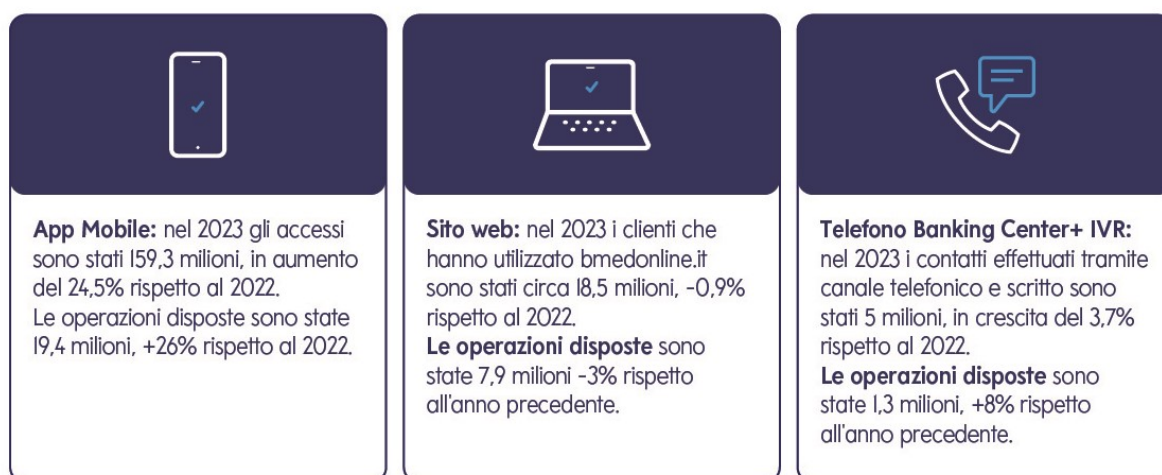 App Mobile: nel 2023 gli accessi
sono stati 159,3 milioni, in aumento
del 24,5% rispetto al 2022.
Le operazioni disposte sono state
19,4 milioni, +26% rispetto al 2022.
Sito web: nel 2023 i clienti che
hanno utilizzato bmedonline.it
sono stati circa 18,5 milioni, -0,9%
rispetto al 2022.
Le operazioni disposte sono
state 7,9 milioni -3% rispetto
all'anno precedente.
Telefono Banking Center+ IVR:
nel 2023 i contatti effettuati tramite
canale telefonico e scritto sono
stati 5 milioni, in crescita del 3,7%
rispetto al 2022.
Le operazioni disposte sono
state 1,3 milioni, +8% rispetto
all'anno precedente.